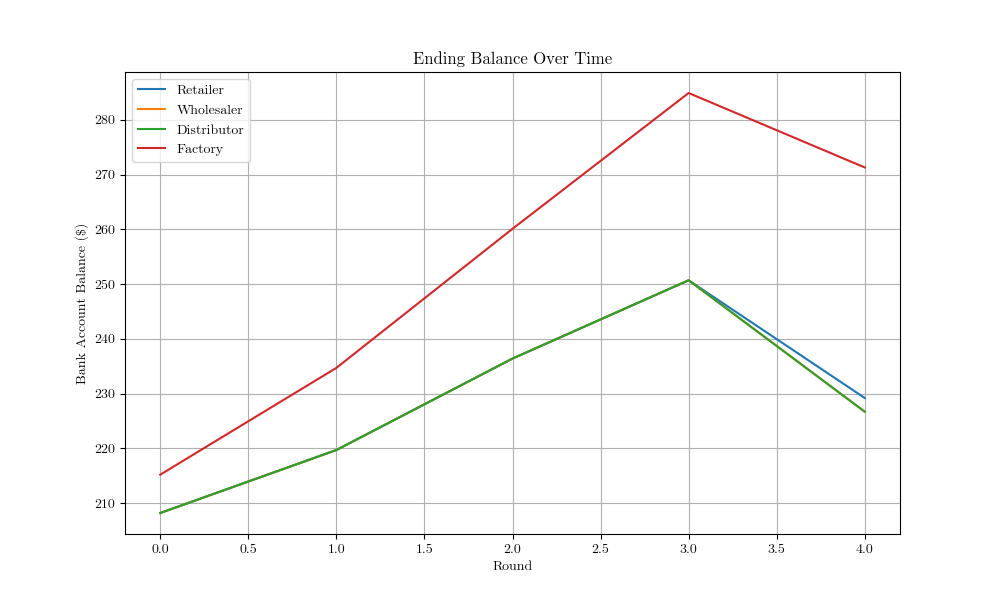 Ending Balance Over Time
Retailer
Wholesaler
Distributor
Factory
Bank Account Balance ($)
280
270
260
250
240
230
220
210
0.0 0.5 1.0 1.5 2.0 2.5 3.0 3.5 4.0
Round